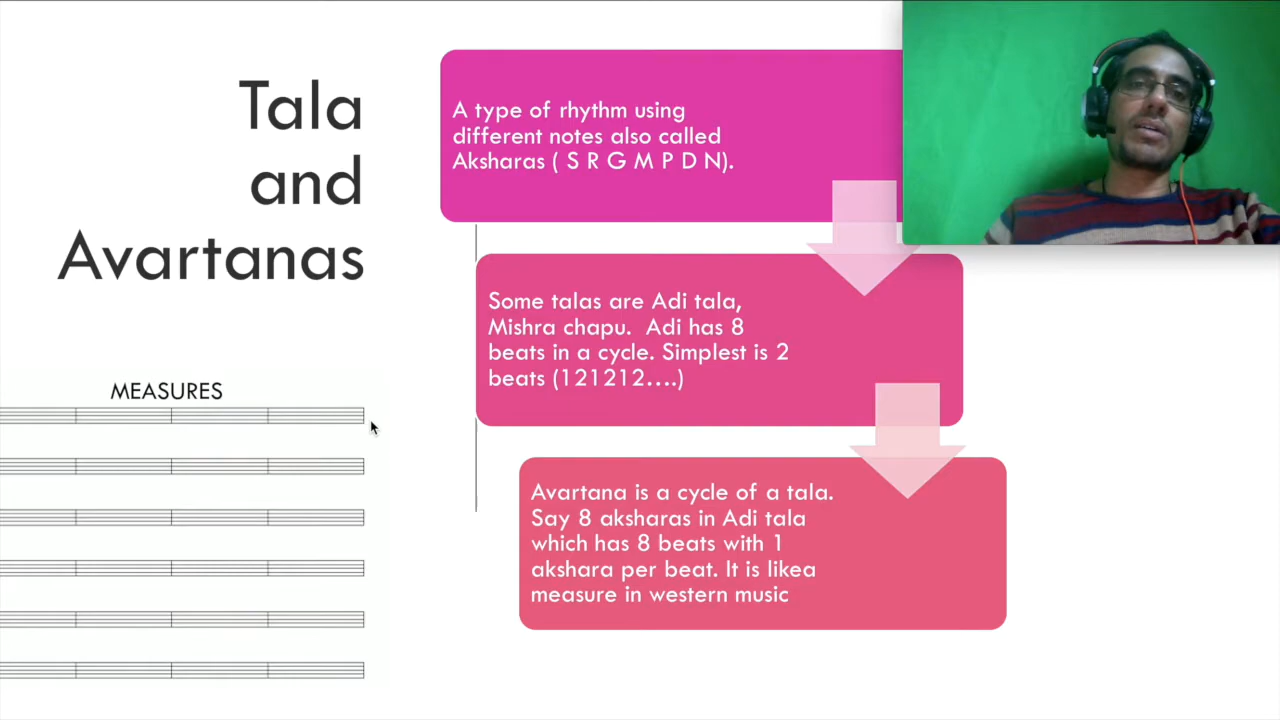 Tala
and
Avartanas
A type of rhythm using
different notes also called
Aksharas ( S R G M P D N).
Some talas are Adi tala,
Mishra chapu.  Adi has 8
beats in a cycle. Simplest is 2
beats (121212….)
Avartana is a cycle of a tala.
Say 8 aksharas in Adi tala
which has 8 beats with 1
akshara per beat. It is likea
measure in western music
MEASURES